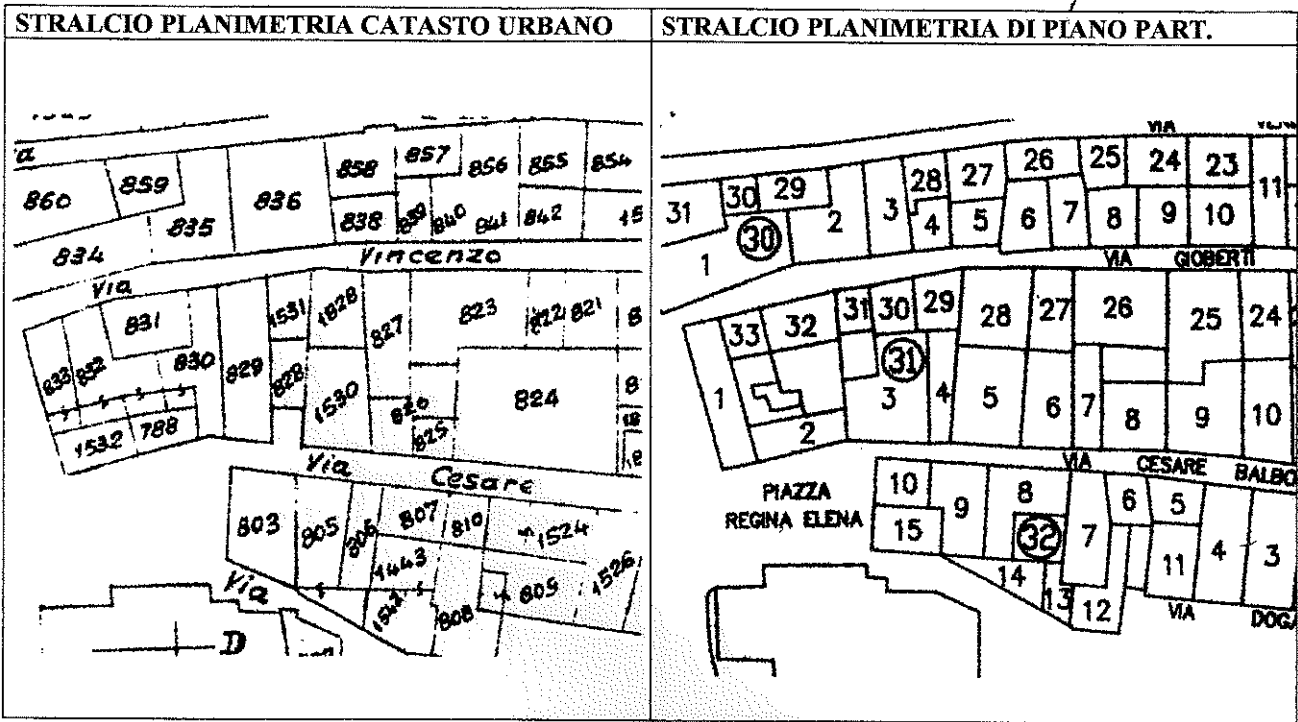 STRALCIO PLANIMETRIA CATASTO URBANO
a
858 857 856 855 854
860 859 836
835 838 839 840 841 842 15
834
Vincenzo
Via
831 1531 1828 823 822 821 8
827
833 852 830 829 828
1530 826 824 8
1532 788 825 18
Via
Cesare
803 805 806 807 810 1524
1443
Via 1526
809
808
D
STRALCIO PLANIMETRIA DI PIANO PART.
VIA
26 25 24 23
30 29 28 27 11
31 2 3 4 5 6 7 8 9 10
30
1
VIA GIOBERTI
33 32 31 30 29 28 27 26 25 24
31
1 3 4 5 6 7 8 9 10
2
VIA CESARE BALBO
PIAZZA
REGINA ELENA
10 9 8 6 5
15 32 7 11 4 3
14 13 12
VIA